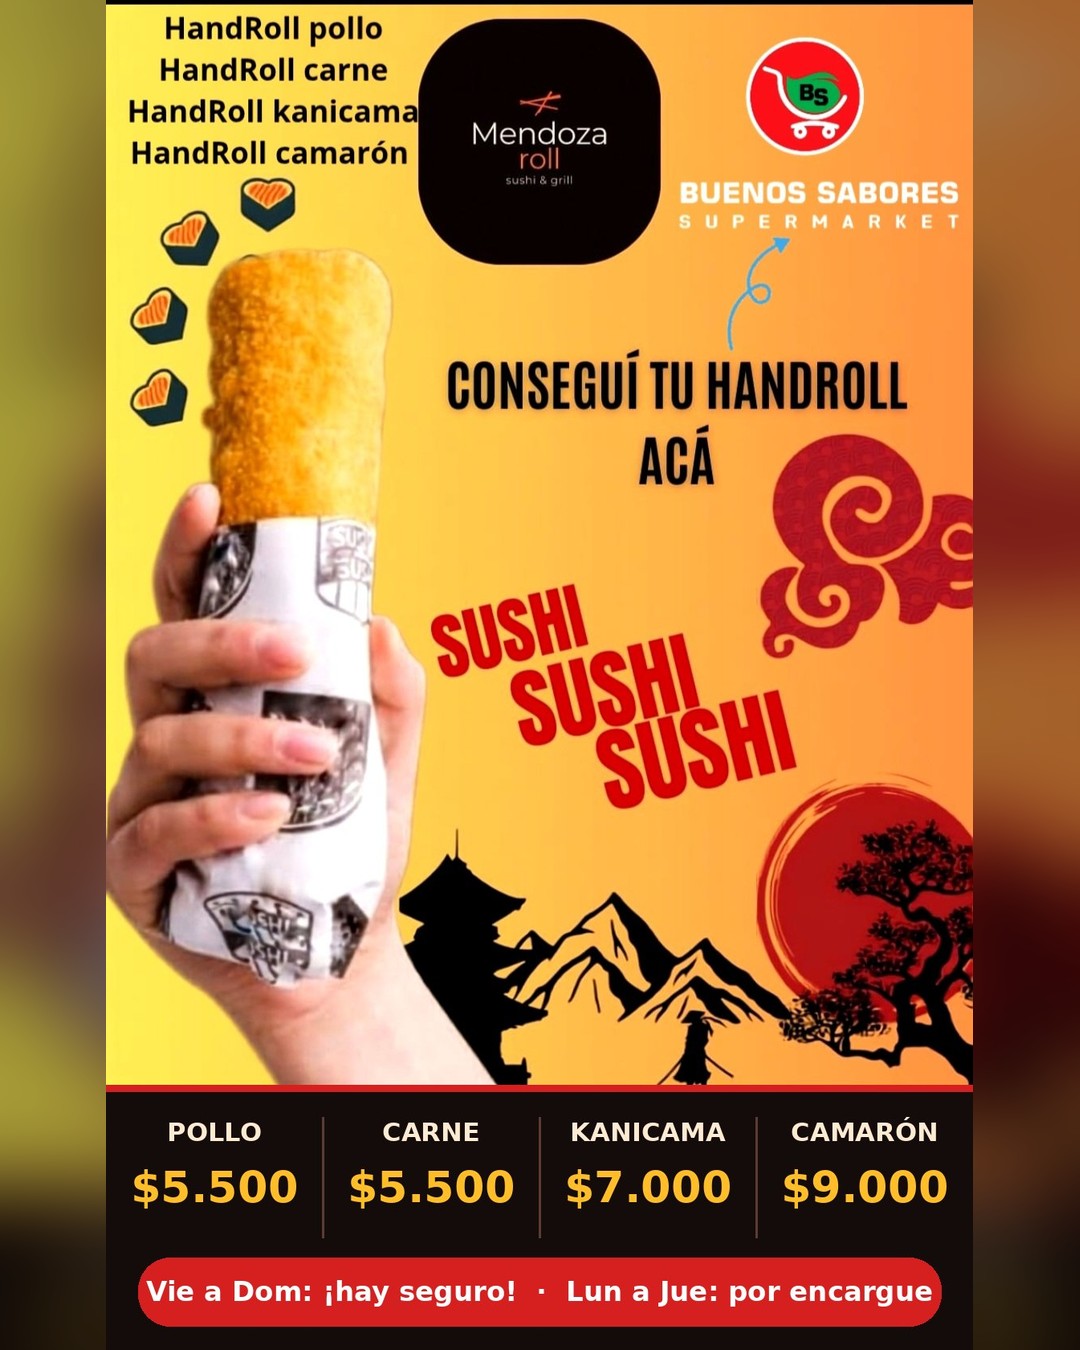 HandRoll pollo
HandRoll carne
HandRoll kanicama
HandRoll camarón
Mendoza
roll
sushi & grill
BS
BUENOS SABORES
SUPERMARKET
CONSEGUÍ TU HANDROLL
ACÁ
SUSHI
SUSHI
SUSHI
POLLO
$5.500
CARNE
$5.500
KANICAMA
$7.000
CAMARÓN
$9.000
Vie a Dom: ¡hay seguro! · Lun a Jue: por encargue